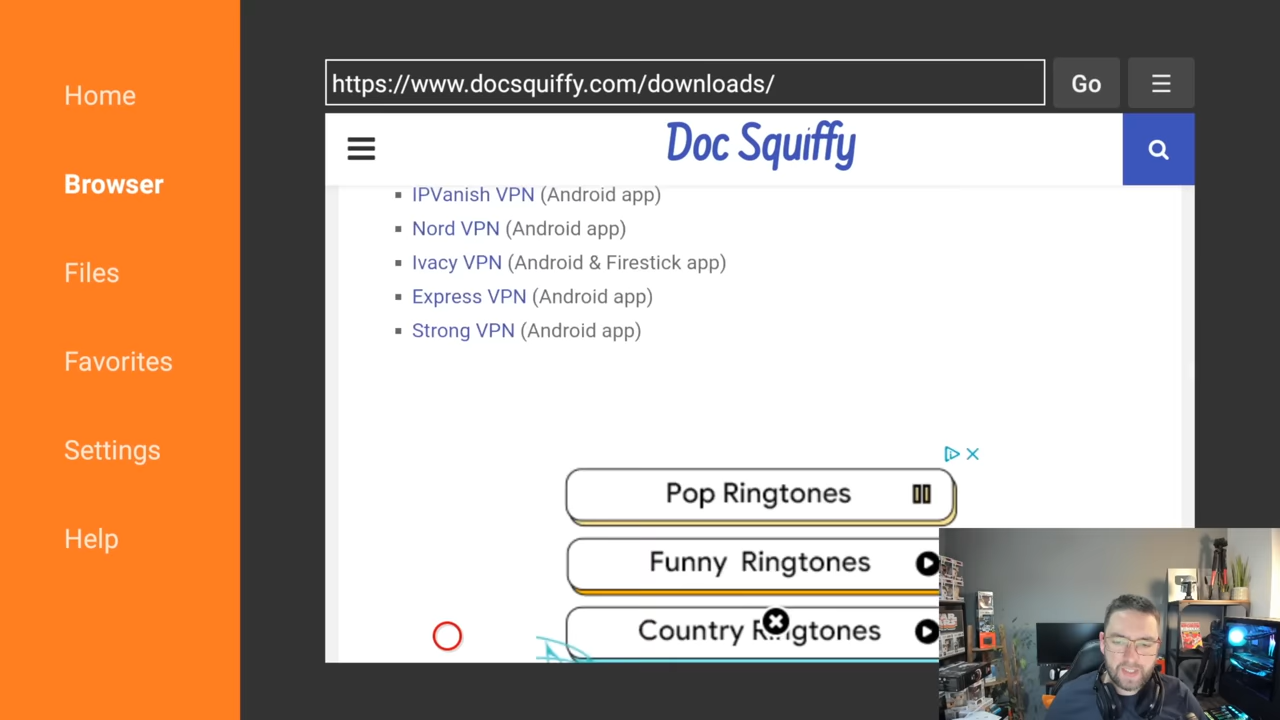 Home
Browser
Files
Favorites
Settings
Help
https://www.docsquiffy.com/downloads/
Go
Doc Squiffy
IPVanish VPN (Android app)
Nord VPN (Android app)
Ivacy VPN (Android & Firestick app)
Express VPN (Android app)
Strong VPN (Android app)
Pop Ringtones
Funny Ringtones
Country Ringtones